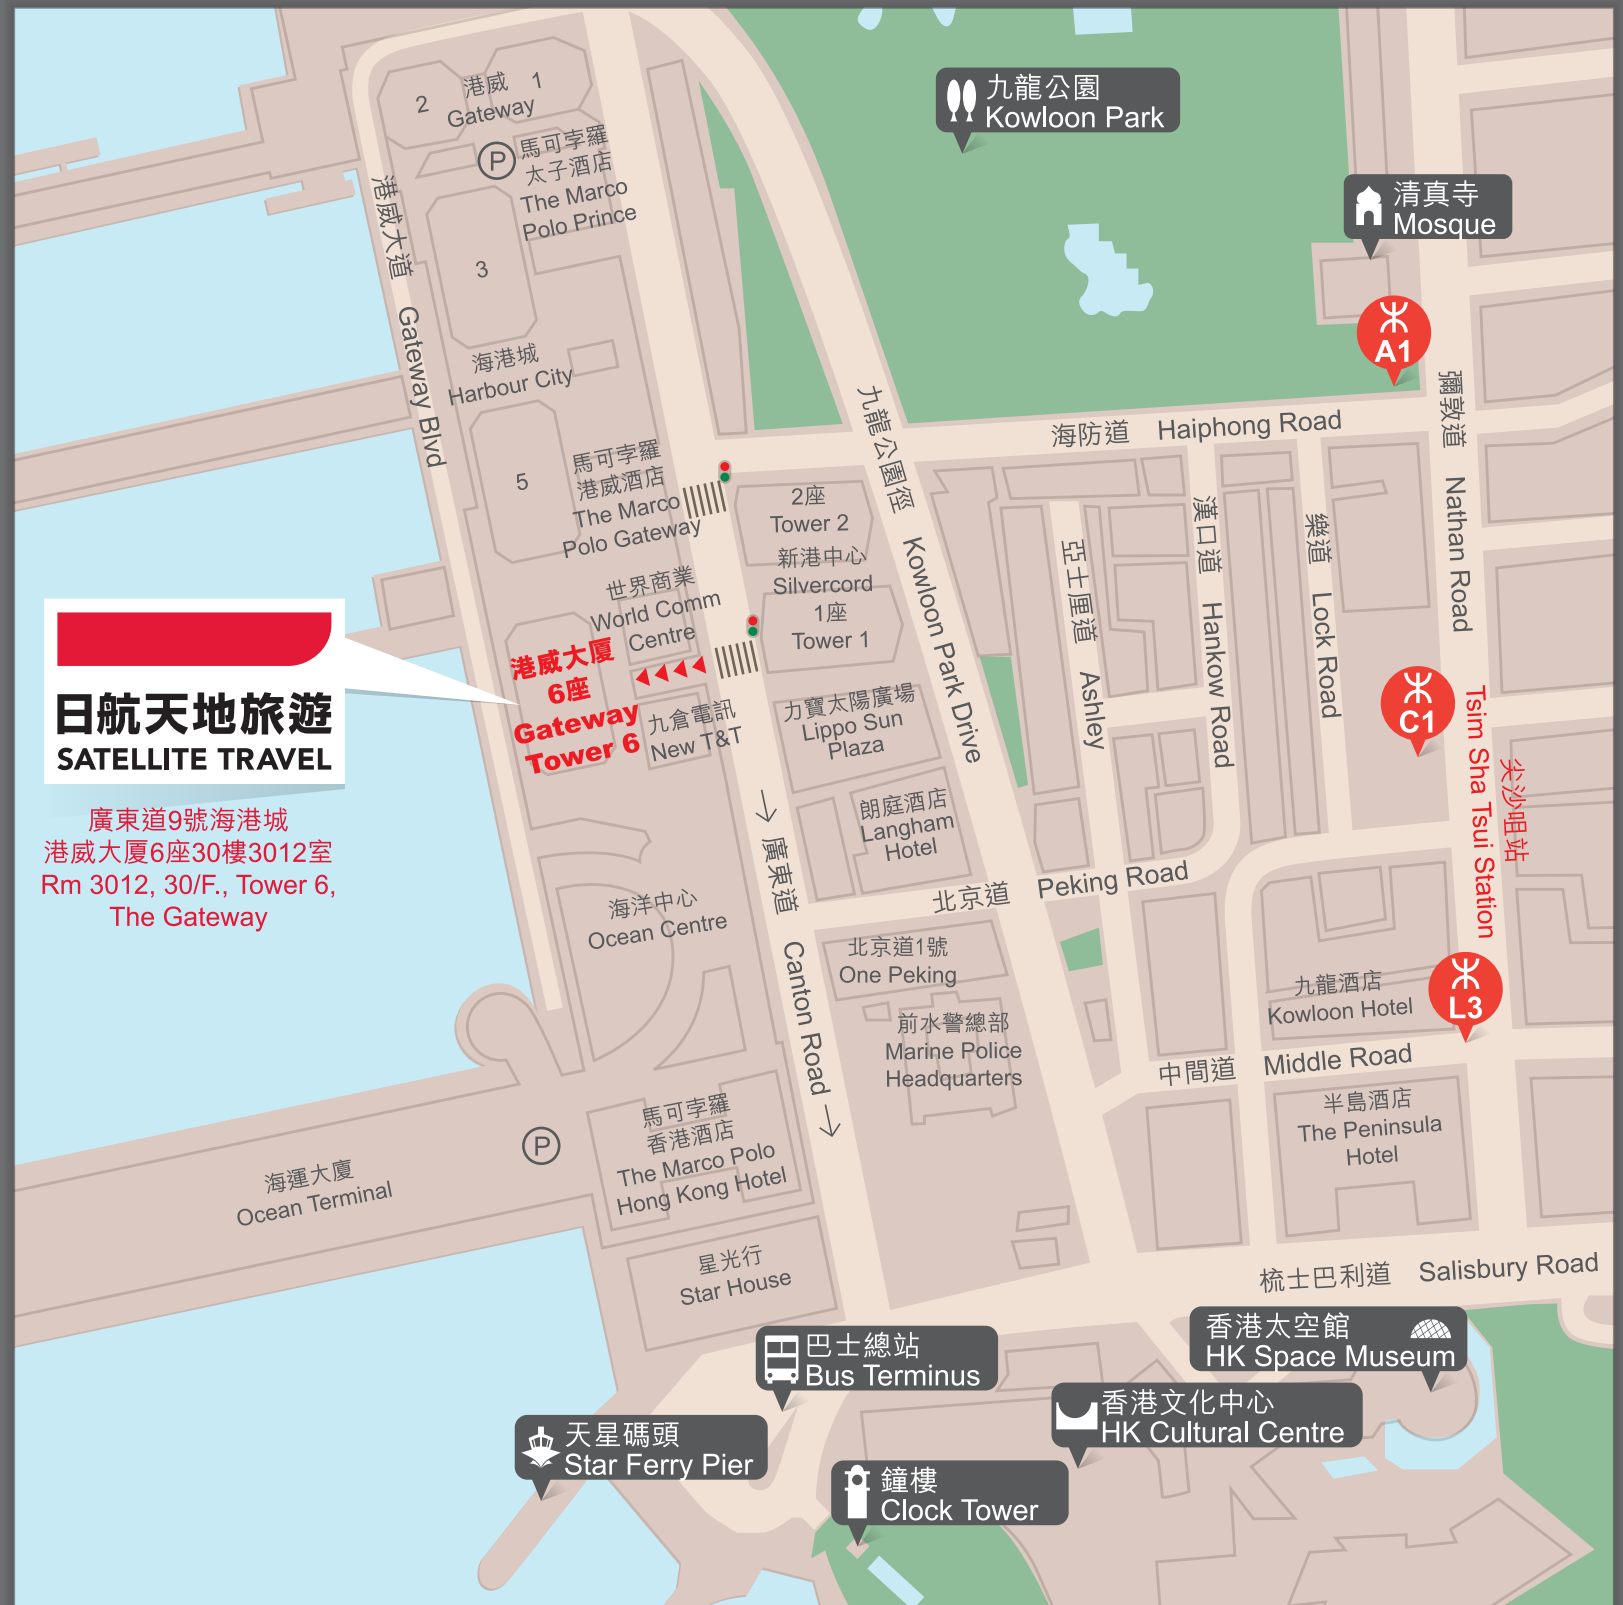 港威
2
1
Gateway
P
馬可孛羅
太子酒店
The Marco
Polo Prince
九龍公園
Kowloon Park
清真寺
Mosque
港威大道 Gateway Blvd
3
海港城
Harbour City
A1
九龍公園徑 Kowloon Park Drive
海防道 Haiphong Road
彌敦道 Nathan Road
5
馬可孛羅
港威酒店
The Marco
Polo Gateway
2座
Tower 2
新港中心
Silvercord
1座
Tower 1
漢口道 Hankow Road
樂道 Lock Road
亞士厘道 Ashley
世界商業
World Comm
Centre
港威大厦
6座
Gateway
Tower 6
九倉電訊
New T&T
日航天地旅遊
SATELLITE TRAVEL
廣東道9號海港城
港威大厦6座30樓3012室
Rm 3012, 30/F., Tower 6,
The Gateway
力寶太陽廣場
Lippo Sun
Plaza
C1
Tsim Sha Tsui Station
尖沙咀站
朗庭酒店
Langham
Hotel
廣東道 Canton Road
北京道 Peking Road
海洋中心
Ocean Centre
北京道1號
One Peking
前水警總部
Marine Police
Headquarters
九龍酒店
Kowloon Hotel
L3
中間道 Middle Road
半島酒店
The Peninsula
Hotel
馬可孛羅
香港酒店
The Marco Polo
Hong Kong Hotel
P
海運大廈
Ocean Terminal
星光行
Star House
梳士巴利道 Salisbury Road
巴士總站
Bus Terminus
香港太空館
HK Space Museum
香港文化中心
HK Cultural Centre
天星碼頭
Star Ferry Pier
鐘樓
Clock Tower